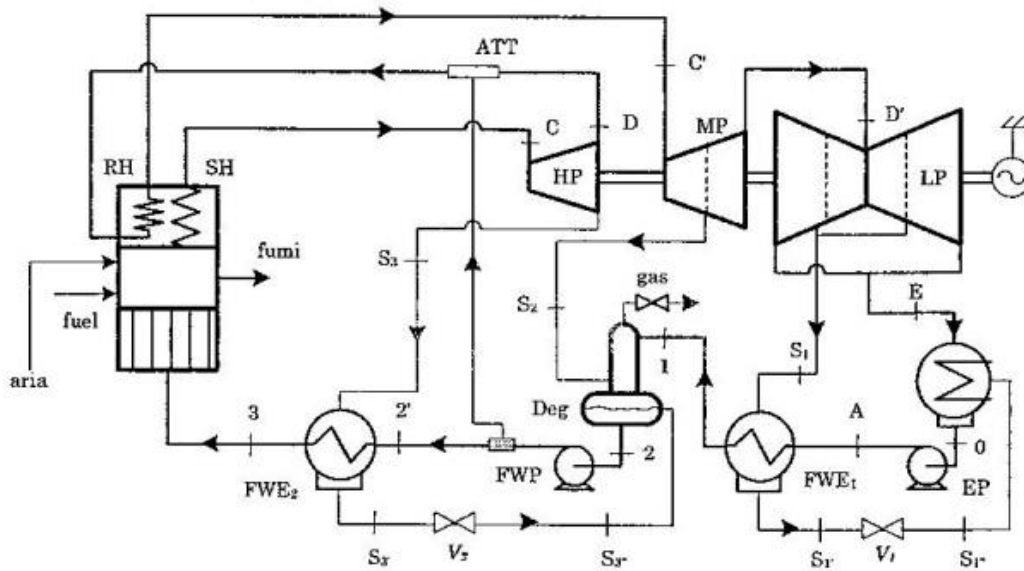 ATT
C'
C
D
MP
D'
RH
SH
HP
LP
fumi
S3
gas
S2
E
fuel
1
S1
aria
3
2'
Deg
A
2
0
FWE2
FWP
FWE1
EP
S3'
V3
S3"
S1'
V1
S1"